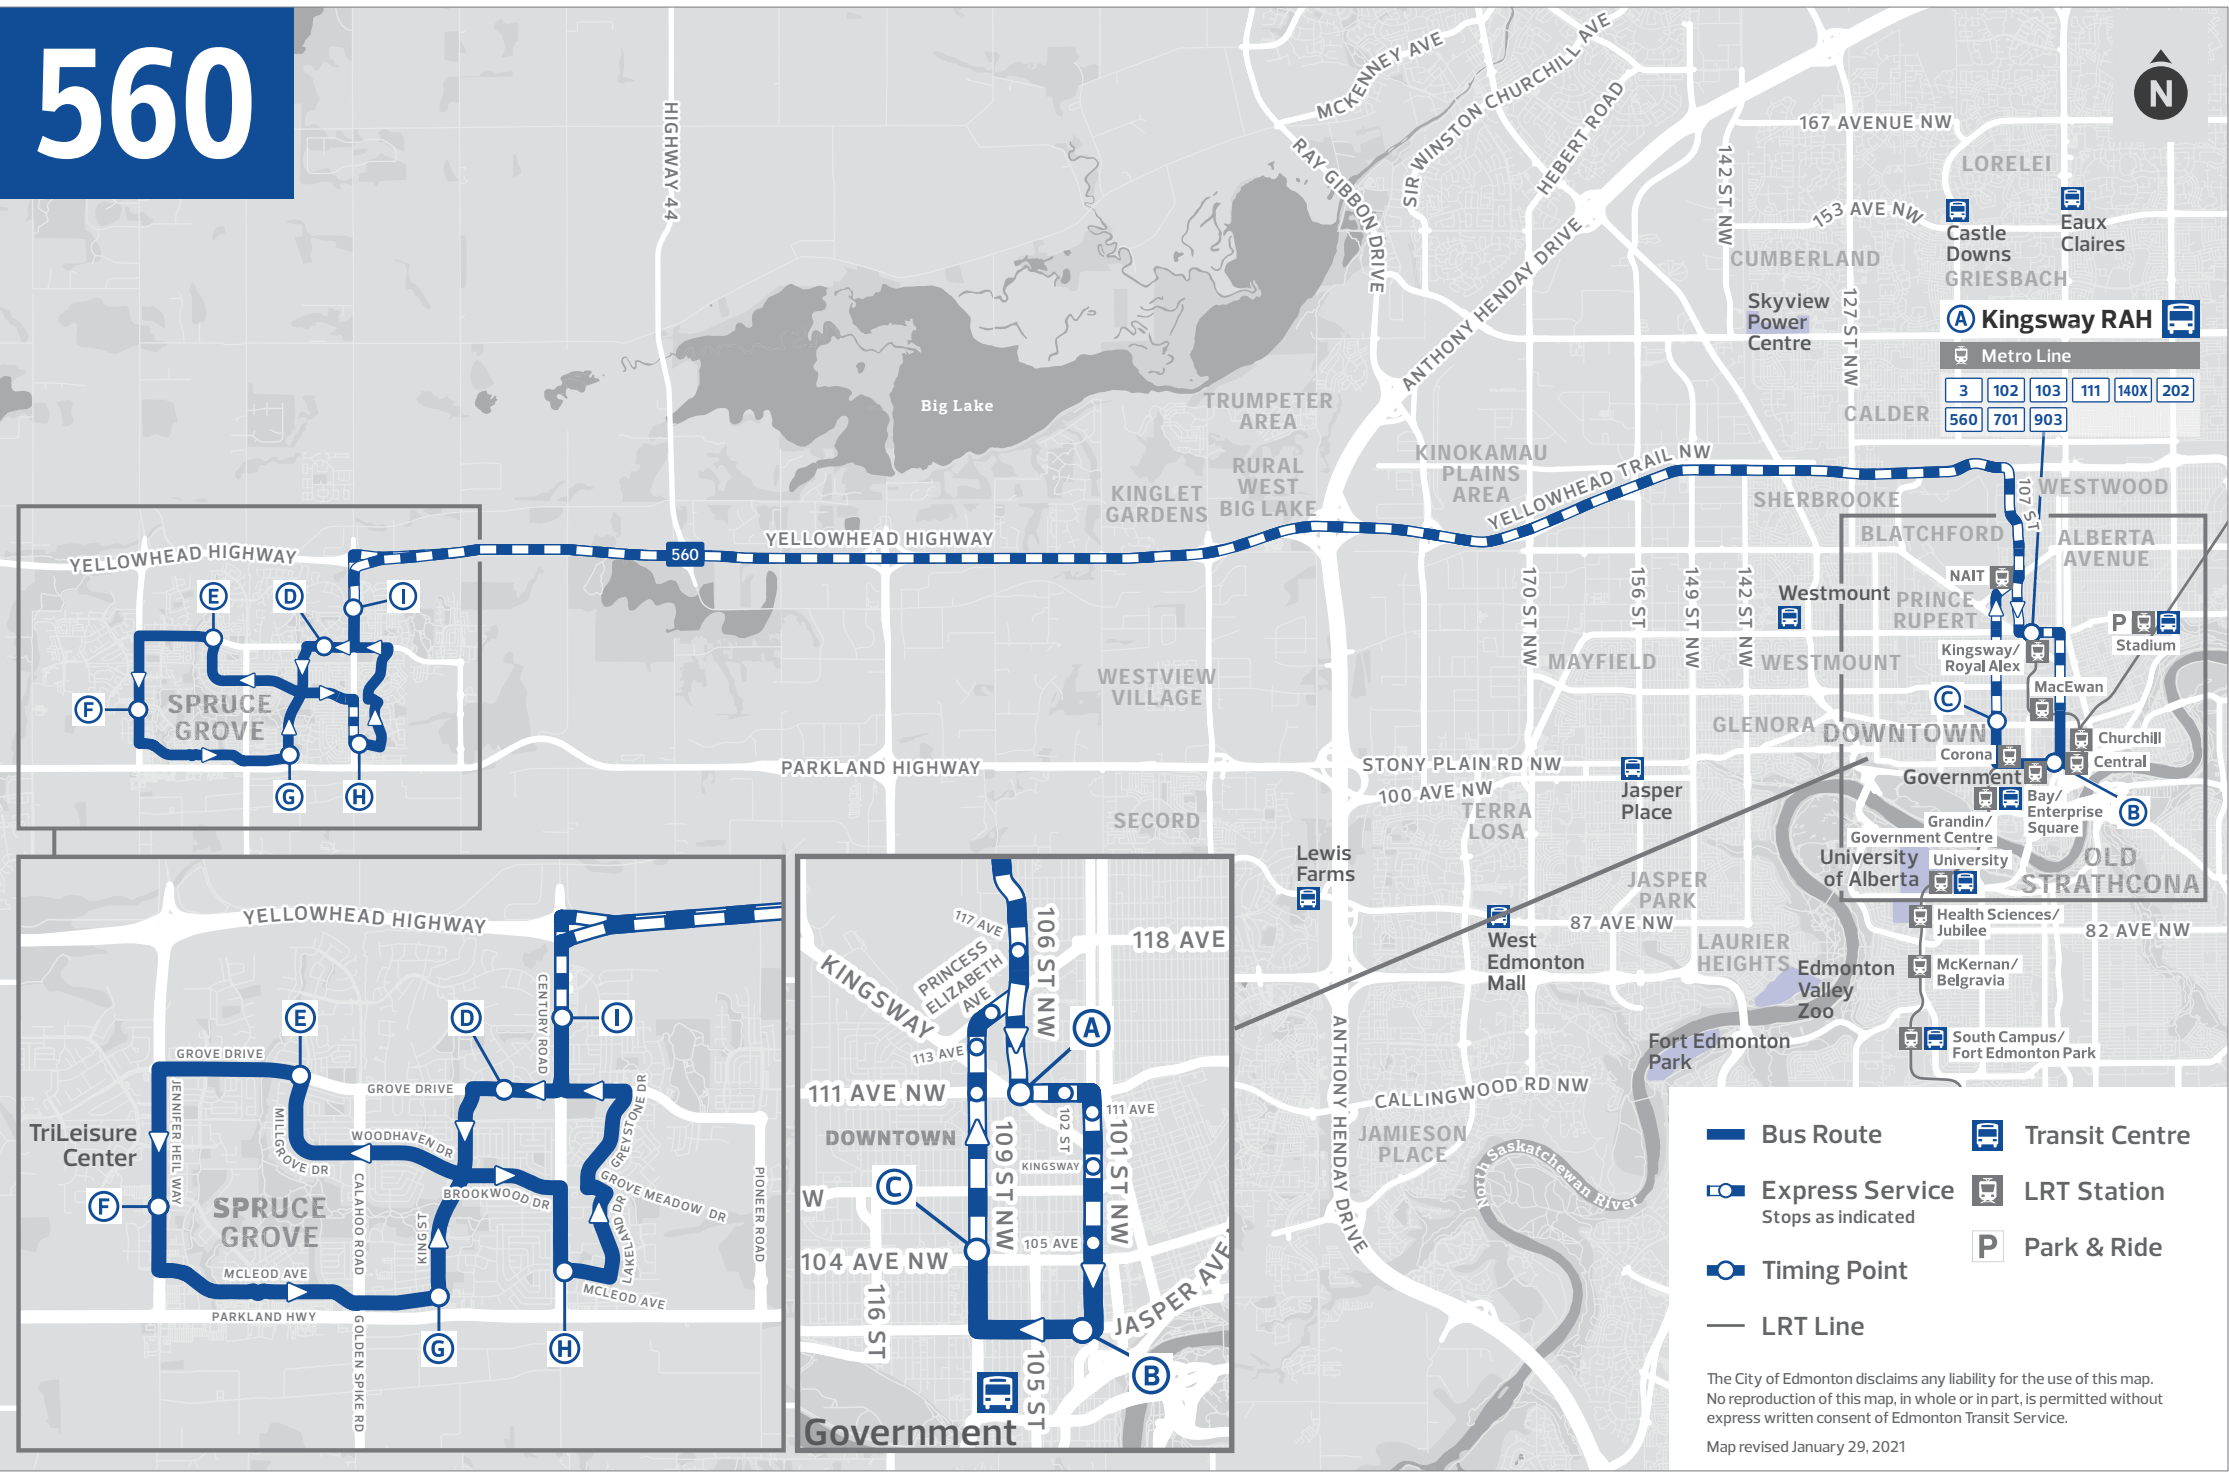 560
N
HIGHWAY 44
MCKENNEY AVE
SIR WINSTON CHURCHILL AVE
RAY GIBBON DRIVE
HEBERT ROAD
ANTHONY HENDAY DRIVE
167 AVENUE NW
LORELEI
142 ST NW
153 AVE NW
Castle
Downs
Eaux
Claires
CUMBERLAND
GRIESBACH
Skyview
Power
Centre
127 ST NW
A Kingsway RAH
Metro Line
3 102 103 111 140X 202
560 701 903
CALDER
Big Lake
TRUMPETER
AREA
RURAL
WEST
BIG LAKE
KINGLET
GARDENS
KINOKAMAU
PLAINS
AREA
YELLOWHEAD TRAIL NW
SHERBROOKE
107 ST
WESTWOOD
BLATCHFORD
ALBERTA
AVENUE
YELLOWHEAD HIGHWAY
560
YELLOWHEAD HIGHWAY
E
D
I
F
SPRUCE
GROVE
G
H
170 ST NW
156 ST
149 ST NW
142 ST NW
Westmount
NAIT
PRINCE
RUPERT
P
Stadium
Kingsway/
Royal Alex
MacEwan
C
MAYFIELD
WESTMOUNT
WESTVIEW
VILLAGE
GLENORA
DOWNTOWN
Churchill
Corona
Central
Government
Bay/
Enterprise
Square
B
Grandin/
Government Centre
PARKLAND HIGHWAY
STONY PLAIN RD NW
100 AVE NW
Jasper
Place
TERRA
LOSA
SECORD
Lewis
Farms
University
of Alberta
University
OLD
STRATHCONA
JASPER
PARK
West
Edmonton
Mall
87 AVE NW
Health Sciences/
Jubilee
82 AVE NW
LAURIER
HEIGHTS
Edmonton
Valley
Zoo
McKernan/
Belgravia
Fort Edmonton
Park
South Campus/
Fort Edmonton Park
CALLINGWOOD RD NW
ANTHONY HENDAY DRIVE
JAMIESON
PLACE
North Saskatchewan River
YELLOWHEAD HIGHWAY
CENTURY ROAD
E
D
I
GROVE DRIVE
GROVE DRIVE
JENNIFER HEIL WAY
MILLGROVE DR
WOODHAVEN DR
GREYSTONE DR
TriLeisure
Center
F
SPRUCE
GROVE
CALAHOO ROAD
BROOKWOOD DR
KING ST
GROVE MEADOW DR
LAKELAND DR
PIONEER ROAD
MCLEOD AVE
MCLEOD AVE
PARKLAND HWY
GOLDEN SPIKE RD
G
H
117 AVE
106 ST NW
118 AVE
KINGSWAY
PRINCESS
ELIZABETH
AVE
A
113 AVE
111 AVE NW
111 AVE
102 ST
DOWNTOWN
109 ST NW
101 ST NW
KINGSWAY
C
W
105 AVE
104 AVE NW
116 ST
JASPER AVE
B
105 ST
Government
Bus Route
Express Service
Stops as indicated
Timing Point
LRT Line
Transit Centre
LRT Station
P Park & Ride
The City of Edmonton disclaims any liability for the use of this map.
No reproduction of this map, in whole or in part, is permitted without
express written consent of Edmonton Transit Service.
Map revised January 29, 2021